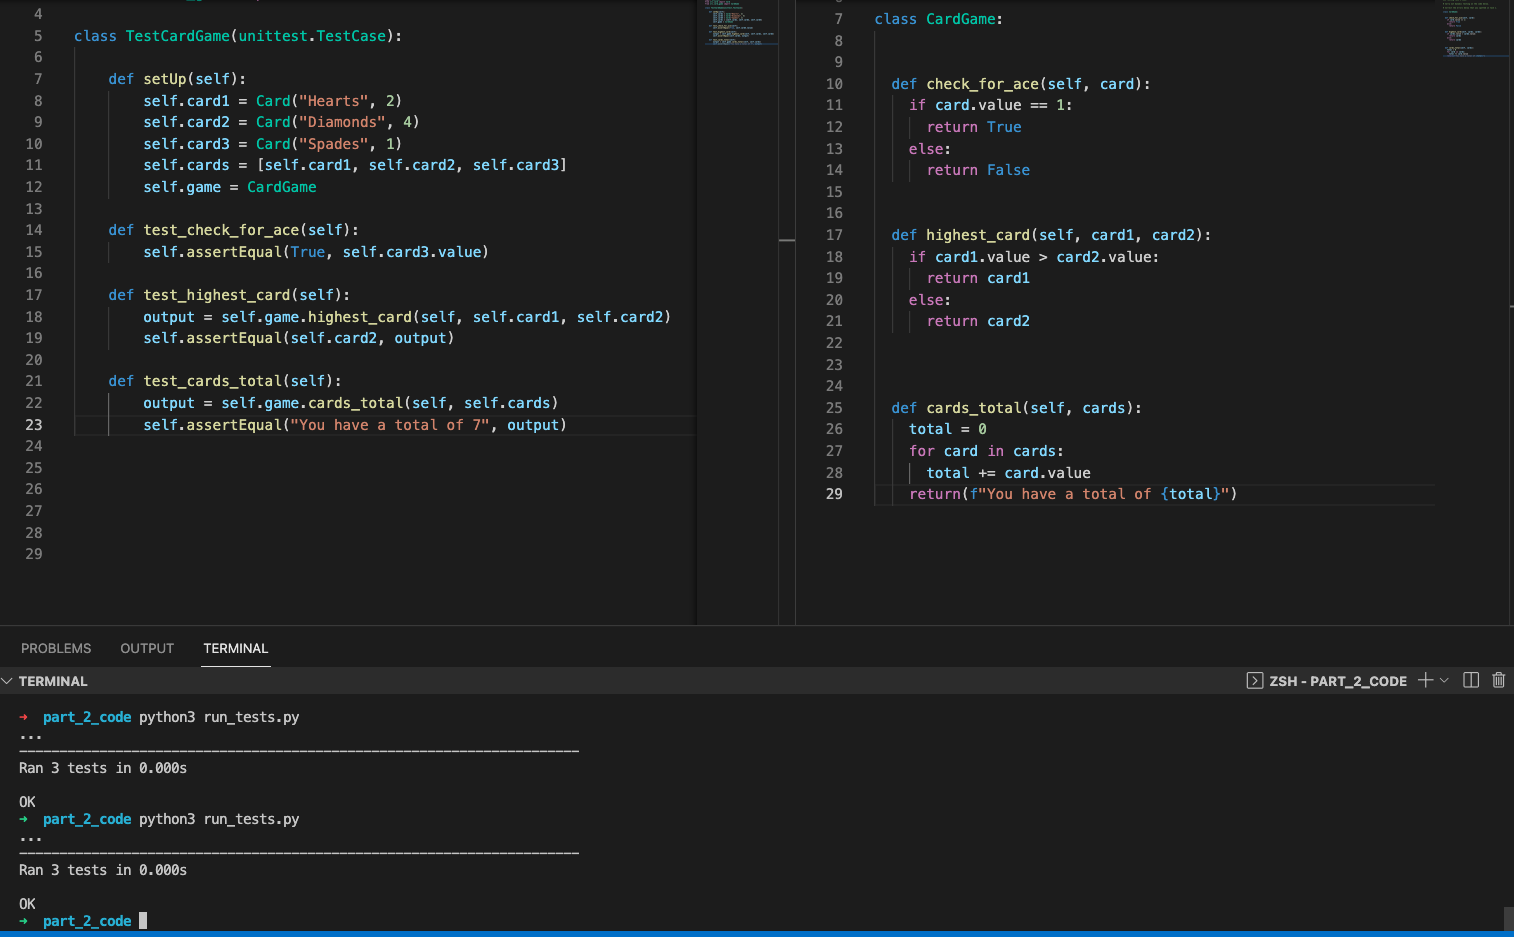 4
5 class TestCardGame(unittest.TestCase):
6
7 def setUp(self):
8 self.card1 = Card("Hearts", 2)
9 self.card2 = Card("Diamonds", 4)
10 self.card3 = Card("Spades", 1)
11 self.cards = [self.card1, self.card2, self.card3]
12 self.game = CardGame
13
14 def test_check_for_ace(self):
15 self.assertEqual(True, self.card3.value)
16
17 def test_highest_card(self):
18 output = self.game.highest_card(self, self.card1, self.card2)
19 self.assertEqual(self.card2, output)
20
21 def test_cards_total(self):
22 output = self.game.cards_total(self, self.cards)
23 self.assertEqual("You have a total of 7", output)
24
25
26
27
28
29
7 class CardGame:
8
9
10 def check_for_ace(self, card):
11 if card.value == 1:
12 return True
13 else:
14 return False
15
16
17 def highest_card(self, card1, card2):
18 if card1.value > card2.value:
19 return card1
20 else:
21 return card2
22
23
24
25 def cards_total(self, cards):
26 total = 0
27 for card in cards:
28 total += card.value
29 return(f"You have a total of {total}")
PROBLEMS OUTPUT TERMINAL
TERMINAL ZSH - PART_2_CODE
➜ part_2_code python3 run_tests.py
...
----------------------------------------------------------------------
Ran 3 tests in 0.000s
OK
➜ part_2_code python3 run_tests.py
...
----------------------------------------------------------------------
Ran 3 tests in 0.000s
OK
➜ part_2_code